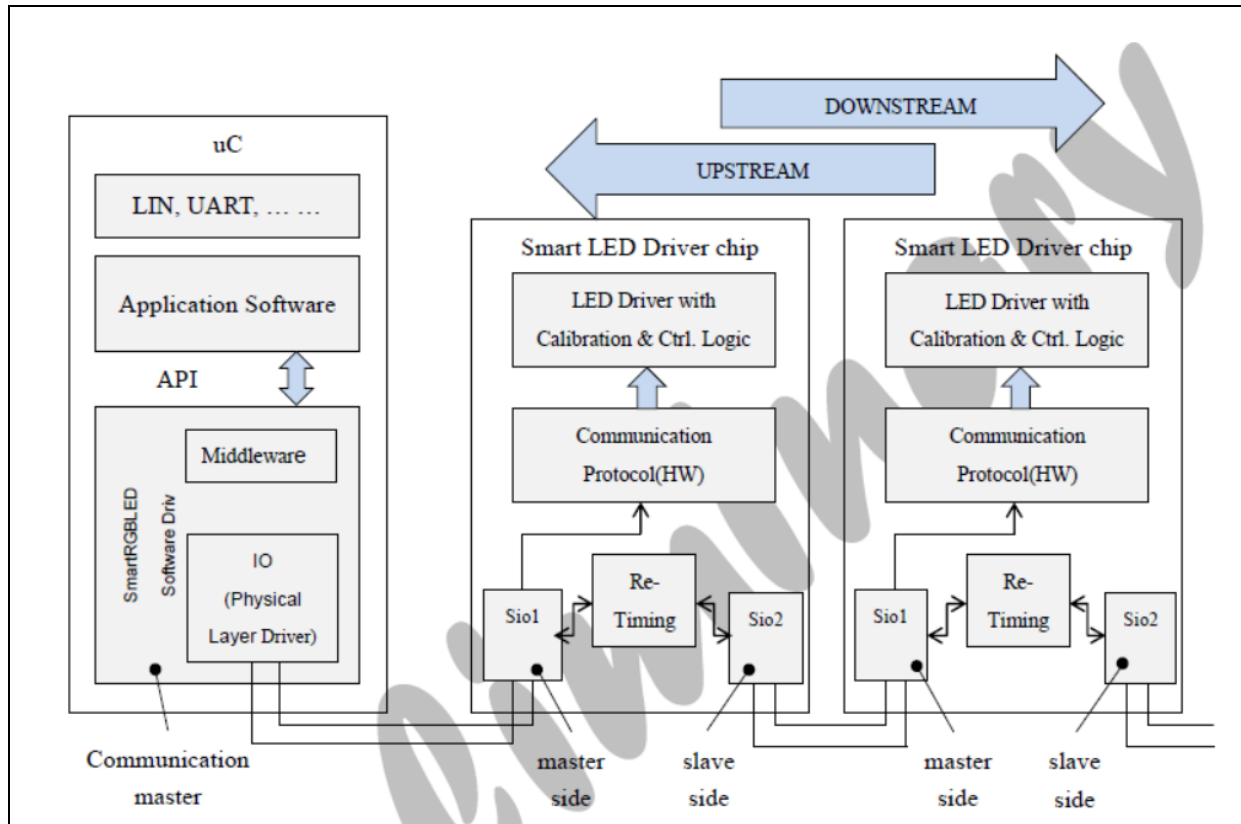 DOWNSTREAM
UPSTREAM
uC
LIN, UART, … …
Application Software
API
Middleware
SmartRGBLED
Software Driv
IO
(Physical
Layer Driver)
Communication
master
Smart LED Driver chip
LED Driver with
Calibration & Ctrl. Logic
Communication
Protocol(HW)
Re-
Timing
Sio1
Sio2
master
side
slave
side
Smart LED Driver chip
LED Driver with
Calibration & Ctrl. Logic
Communication
Protocol(HW)
Re-
Timing
Sio1
Sio2
master
side
slave
side